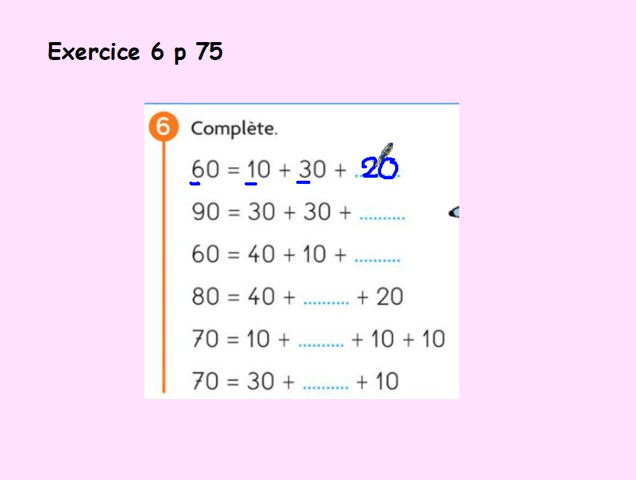 Exercice 6 p 75
6 Complète.
60 = 10 + 30 + 20
90 = 30 + 30 + ..........
60 = 40 + 10 + ..........
80 = 40 + .......... + 20
70 = 10 + .......... + 10 + 10
70 = 30 + .......... + 10